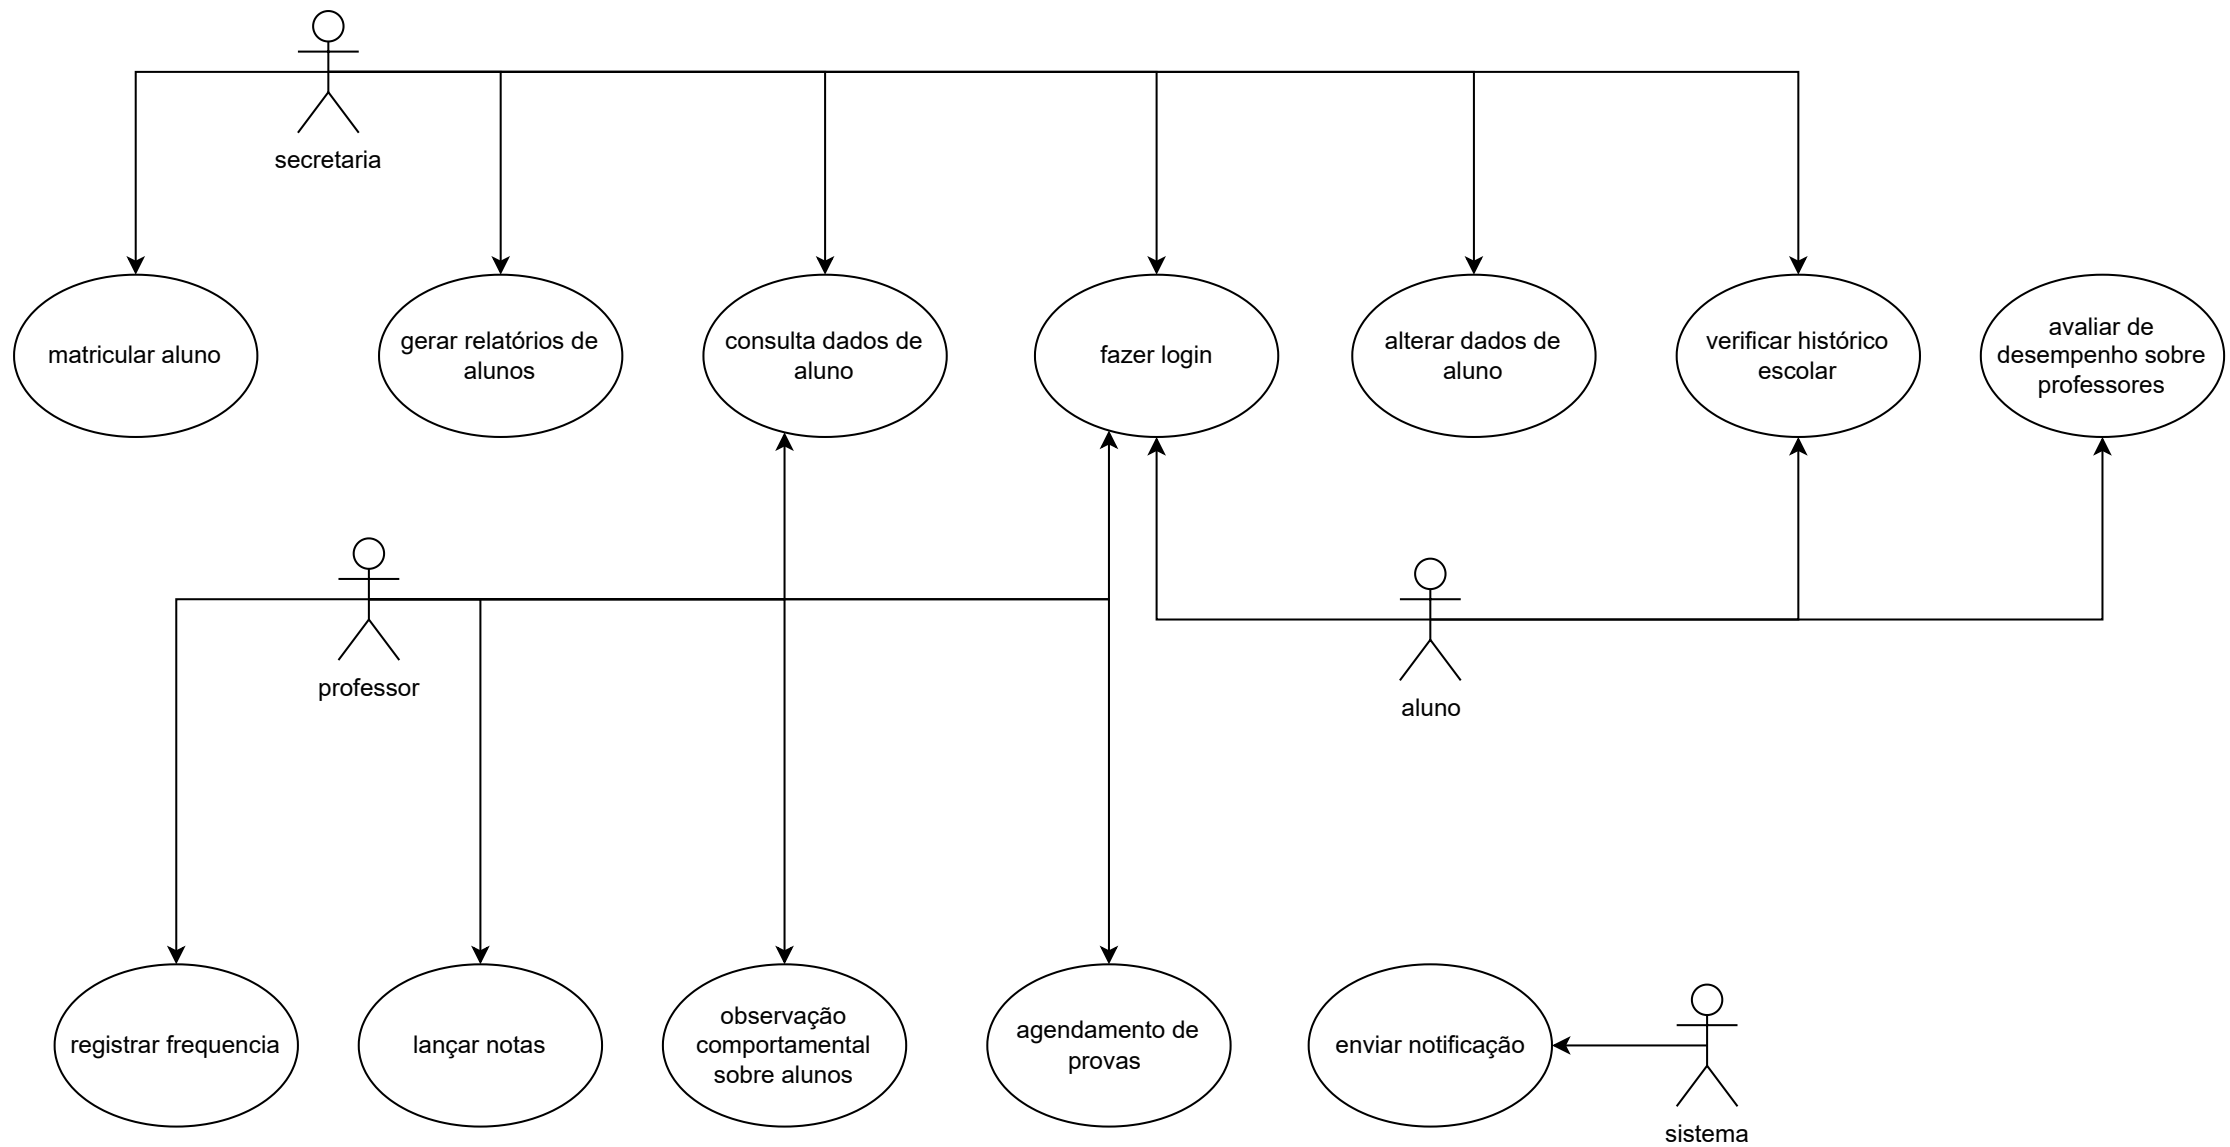 secretaria
matricular aluno
gerar relatórios de
alunos
consulta dados de
aluno
fazer login
alterar dados de
aluno
verificar histórico
escolar
avaliar de
desempenho sobre
professores
professor
aluno
registrar frequencia
lançar notas
observação
comportamental
sobre alunos
agendamento de
provas
enviar notificação
sistema